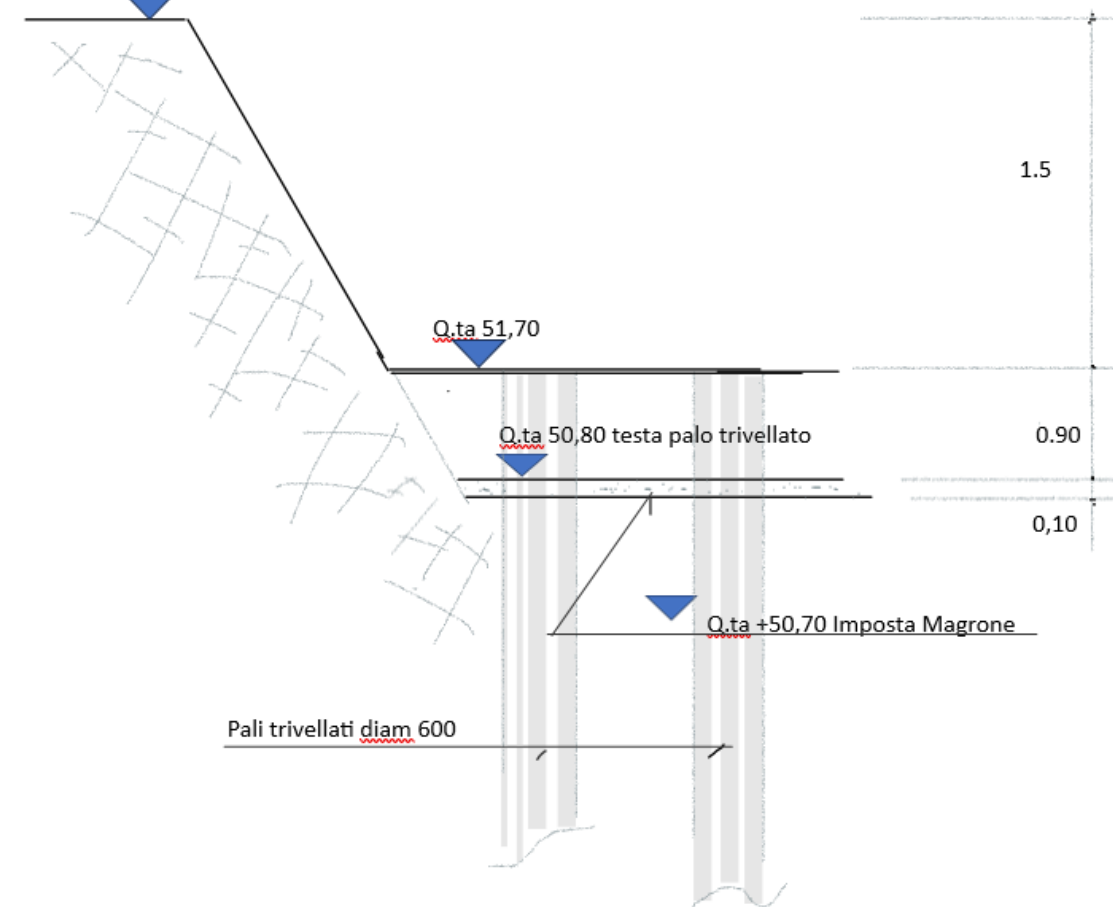 1.5
Q.ta 51,70
Q.ta 50,80 testa palo trivellato
0.90
0,10
Q.ta +50,70 Imposta Magrone
Pali trivellati diam 600